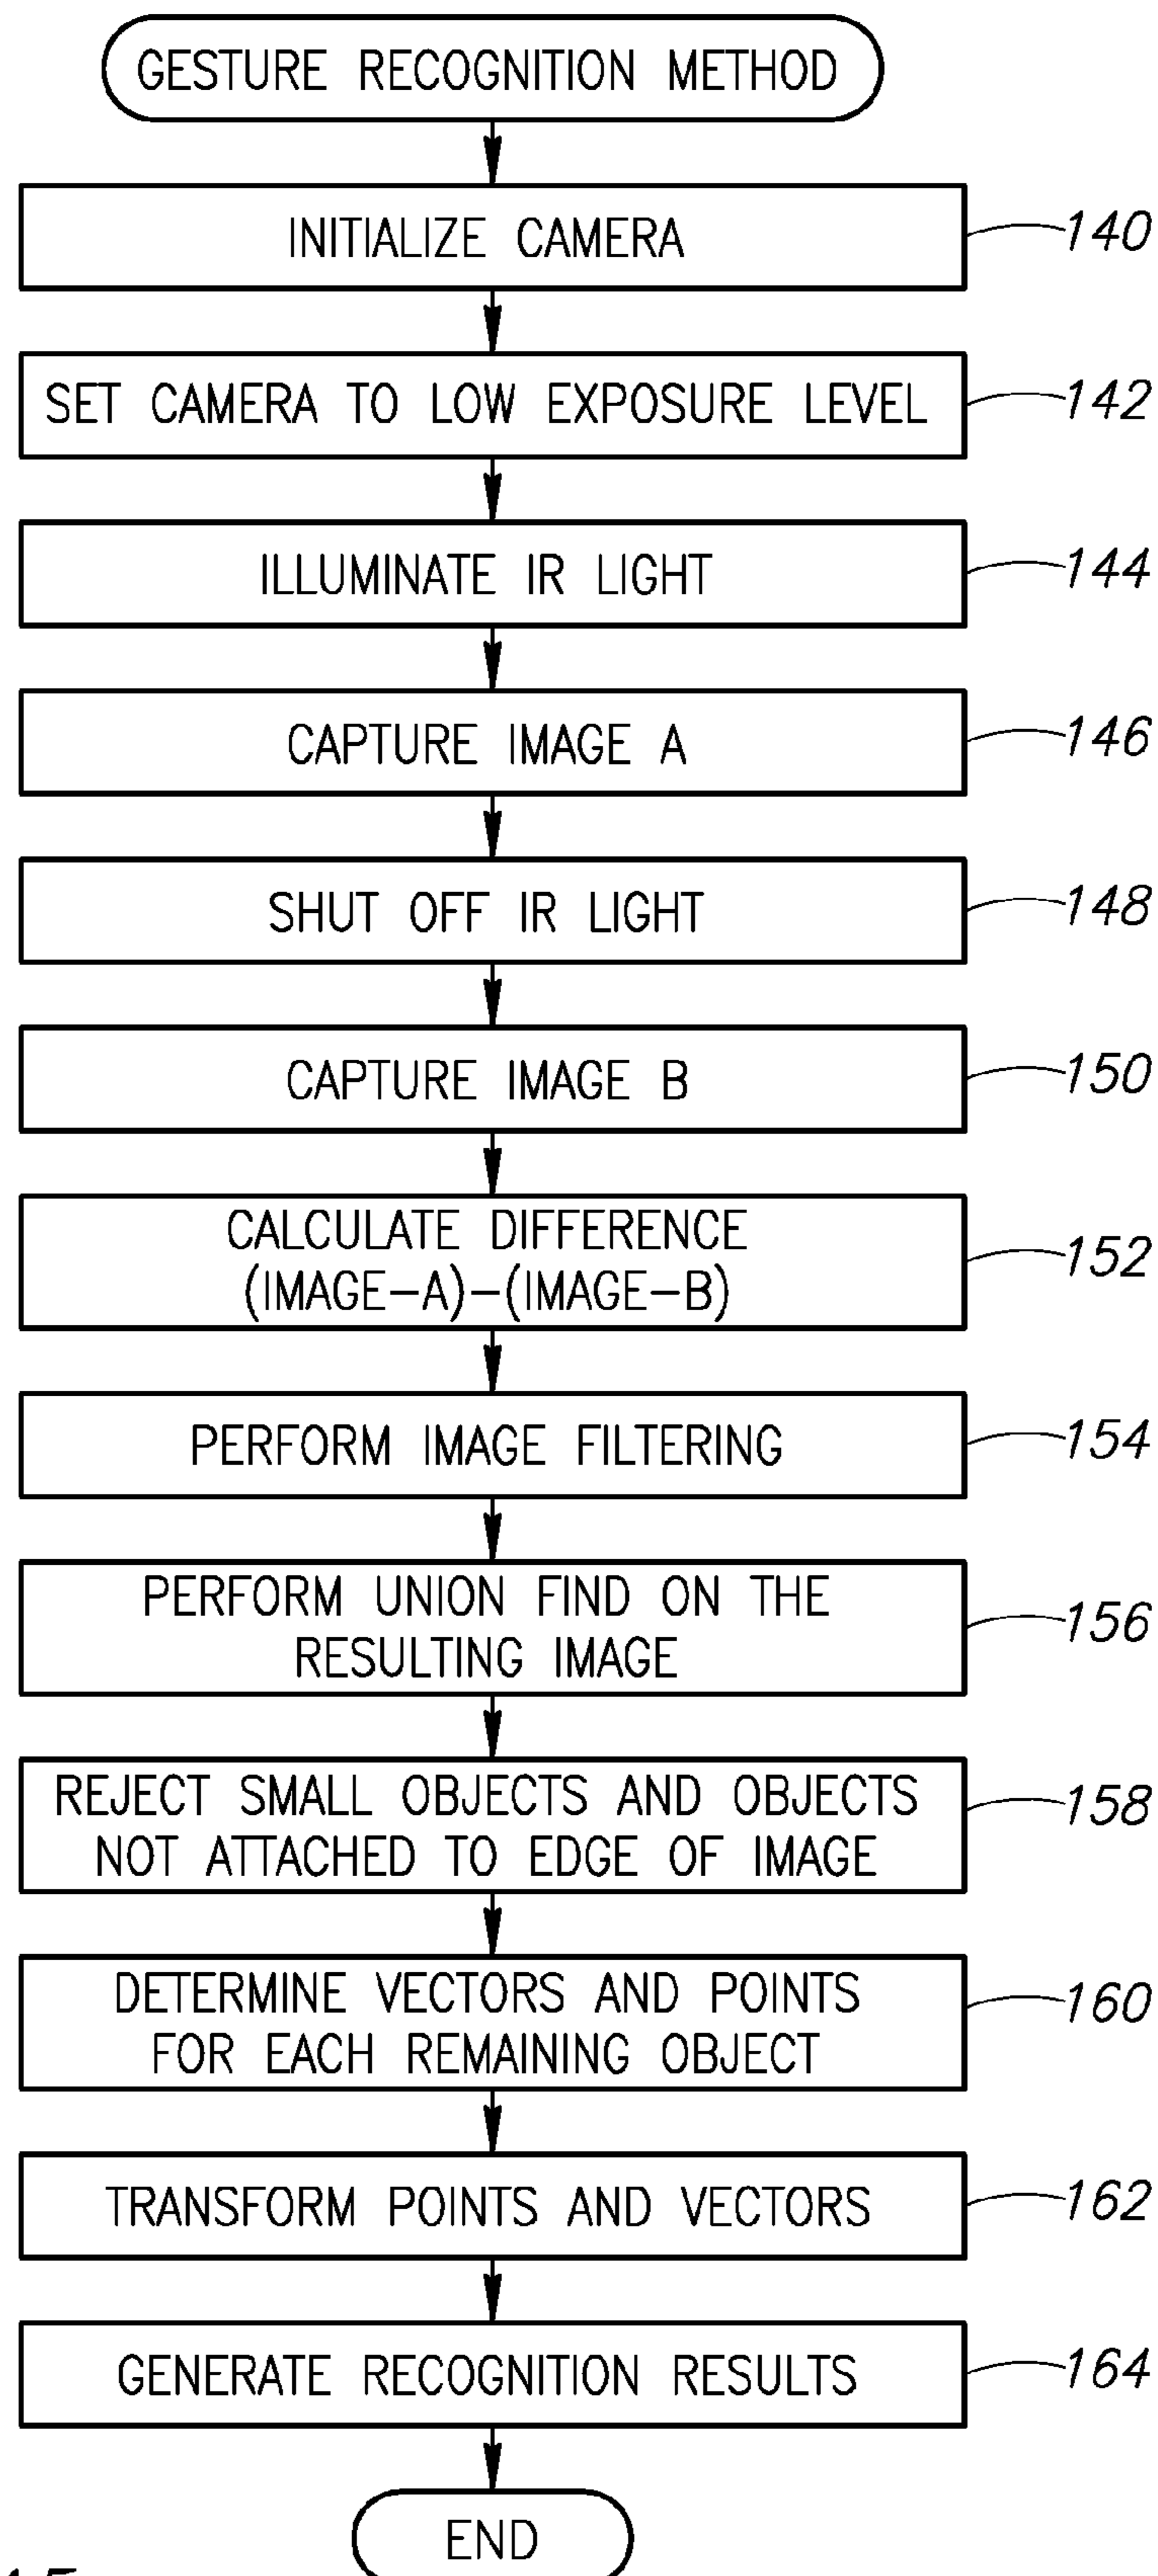 GESTURE RECOGNITION METHOD
INITIALIZE CAMERA
140
SET CAMERA TO LOW EXPOSURE LEVEL
142
ILLUMINATE IR LIGHT
144
CAPTURE IMAGE A
146
SHUT OFF IR LIGHT
148
CAPTURE IMAGE B
150
CALCULATE DIFFERENCE
(IMAGE-A)-(IMAGE-B)
152
PERFORM IMAGE FILTERING
154
PERFORM UNION FIND ON THE
RESULTING IMAGE
156
REJECT SMALL OBJECTS AND OBJECTS
NOT ATTACHED TO EDGE OF IMAGE
158
DETERMINE VECTORS AND POINTS
FOR EACH REMAINING OBJECT
160
TRANSFORM POINTS AND VECTORS
162
GENERATE RECOGNITION RESULTS
164
END